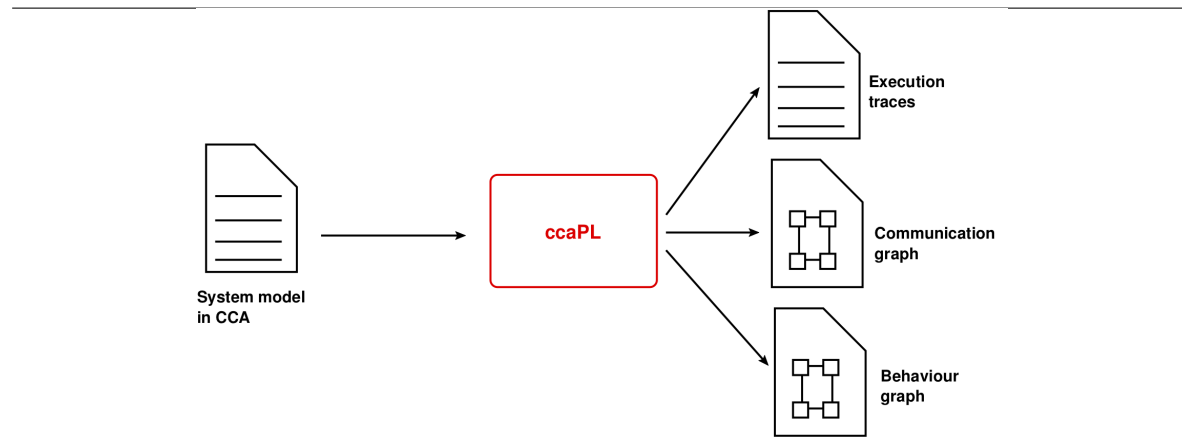 System model
in CCA
ccaPL
Execution
traces
Communication
graph
Behaviour
graph